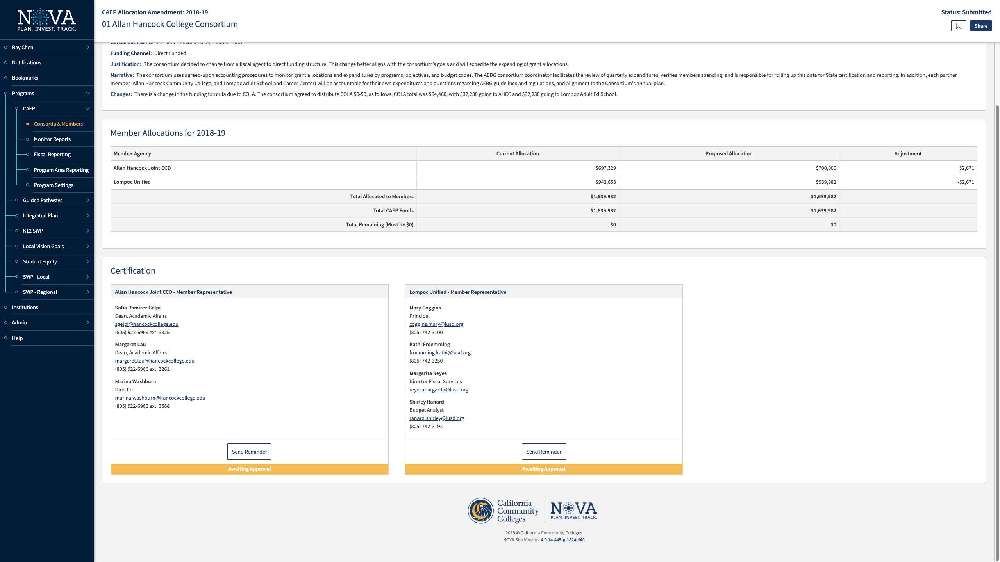 NOVA
PLAN. INVEST. TRACK.
Ray Chen
Notifications
Bookmarks
Programs
CAEP
Consortia & Members
Monitor Reports
Fiscal Reporting
Program Area Reporting
Program Settings
Guided Pathways
Integrated Plan
K12 SWP
Local Vision Goals
Student Equity
SWP - Local
SWP - Regional
Institutions
Admin
Help
CAEP Allocation Amendment: 2018-19
01 Allan Hancock College Consortium
Status: Submitted
Share
Consortium Name: 01 Allan Hancock College Consortium
Funding Channel: Direct Funded
Justification: The consortium decided to change from a fiscal agent to direct funding structure. This change better aligns with the consortium’s goals and will expedite the expending of grant allocations.
Narrative: The consortium uses agreed-upon accounting procedures to monitor grant allocations and expenditures by programs, objectives, and budget codes. The AEBG consortium coordinator facilitates the review of quarterly expenditures, verifies members spending, and is responsible for rolling up this data for State certification and reporting. In addition, each partner
member (Allan Hancock Community College, and Lompoc Adult School and Career Center) will be accountable for their own expenditures and questions regarding AEBG guidelines and regulations, and alignment to the Consortium's annual plan.
Changes: There is a change in the funding formula due to COLA. The consortium agreed to distribute COLA 50-50, as follows. COLA total was $64,460, with $32,230 going to AHCC and $32,230 going to Lompoc Adult Ed School.
Member Allocations for 2018-19
Member Agency Current Allocation Proposed Allocation Adjustment
Allan Hancock Joint CCD $697,329 $700,000 $2,671
Lompoc Unified $942,653 $939,982 -$2,671
Total Allocated to Members $1,639,982 $1,639,982
Total CAEP Funds $1,639,982 $1,639,982
Total Remaining (Must be $0) $0 $0
Certification
Allan Hancock Joint CCD - Member Representative
Sofia Ramirez Gelpi
Dean, Academic Affairs
sgelpi@hancockcollege.edu
(805) 922-6966 ext: 3325
Margaret Lau
Dean, Academic Affairs
margaret.lau@hancockcollege.edu
(805) 922-6966 ext: 3261
Marina Washburn
Director
marina.washburn@hancockcollege.edu
(805) 922-6966 ext: 3588
Send Reminder
Awaiting Approval
Lompoc Unified - Member Representative
Mary Coggins
Principal
coggins.mary@lusd.org
(805) 742-3100
Kathi Froemming
froemming.kathi@lusd.org
(805) 742-3250
Margarita Reyes
Director Fiscal Services
reyes.margarita@lusd.org
Shirley Ranard
Budget Analyst
ranard.shirley@lusd.org
(805) 742-3192
Send Reminder
Awaiting Approval
California
Community
Colleges
NOVA
PLAN. INVEST. TRACK.
2019 © California Community Colleges
NOVA Site Version: 4.0.14-445-gf1824ef40